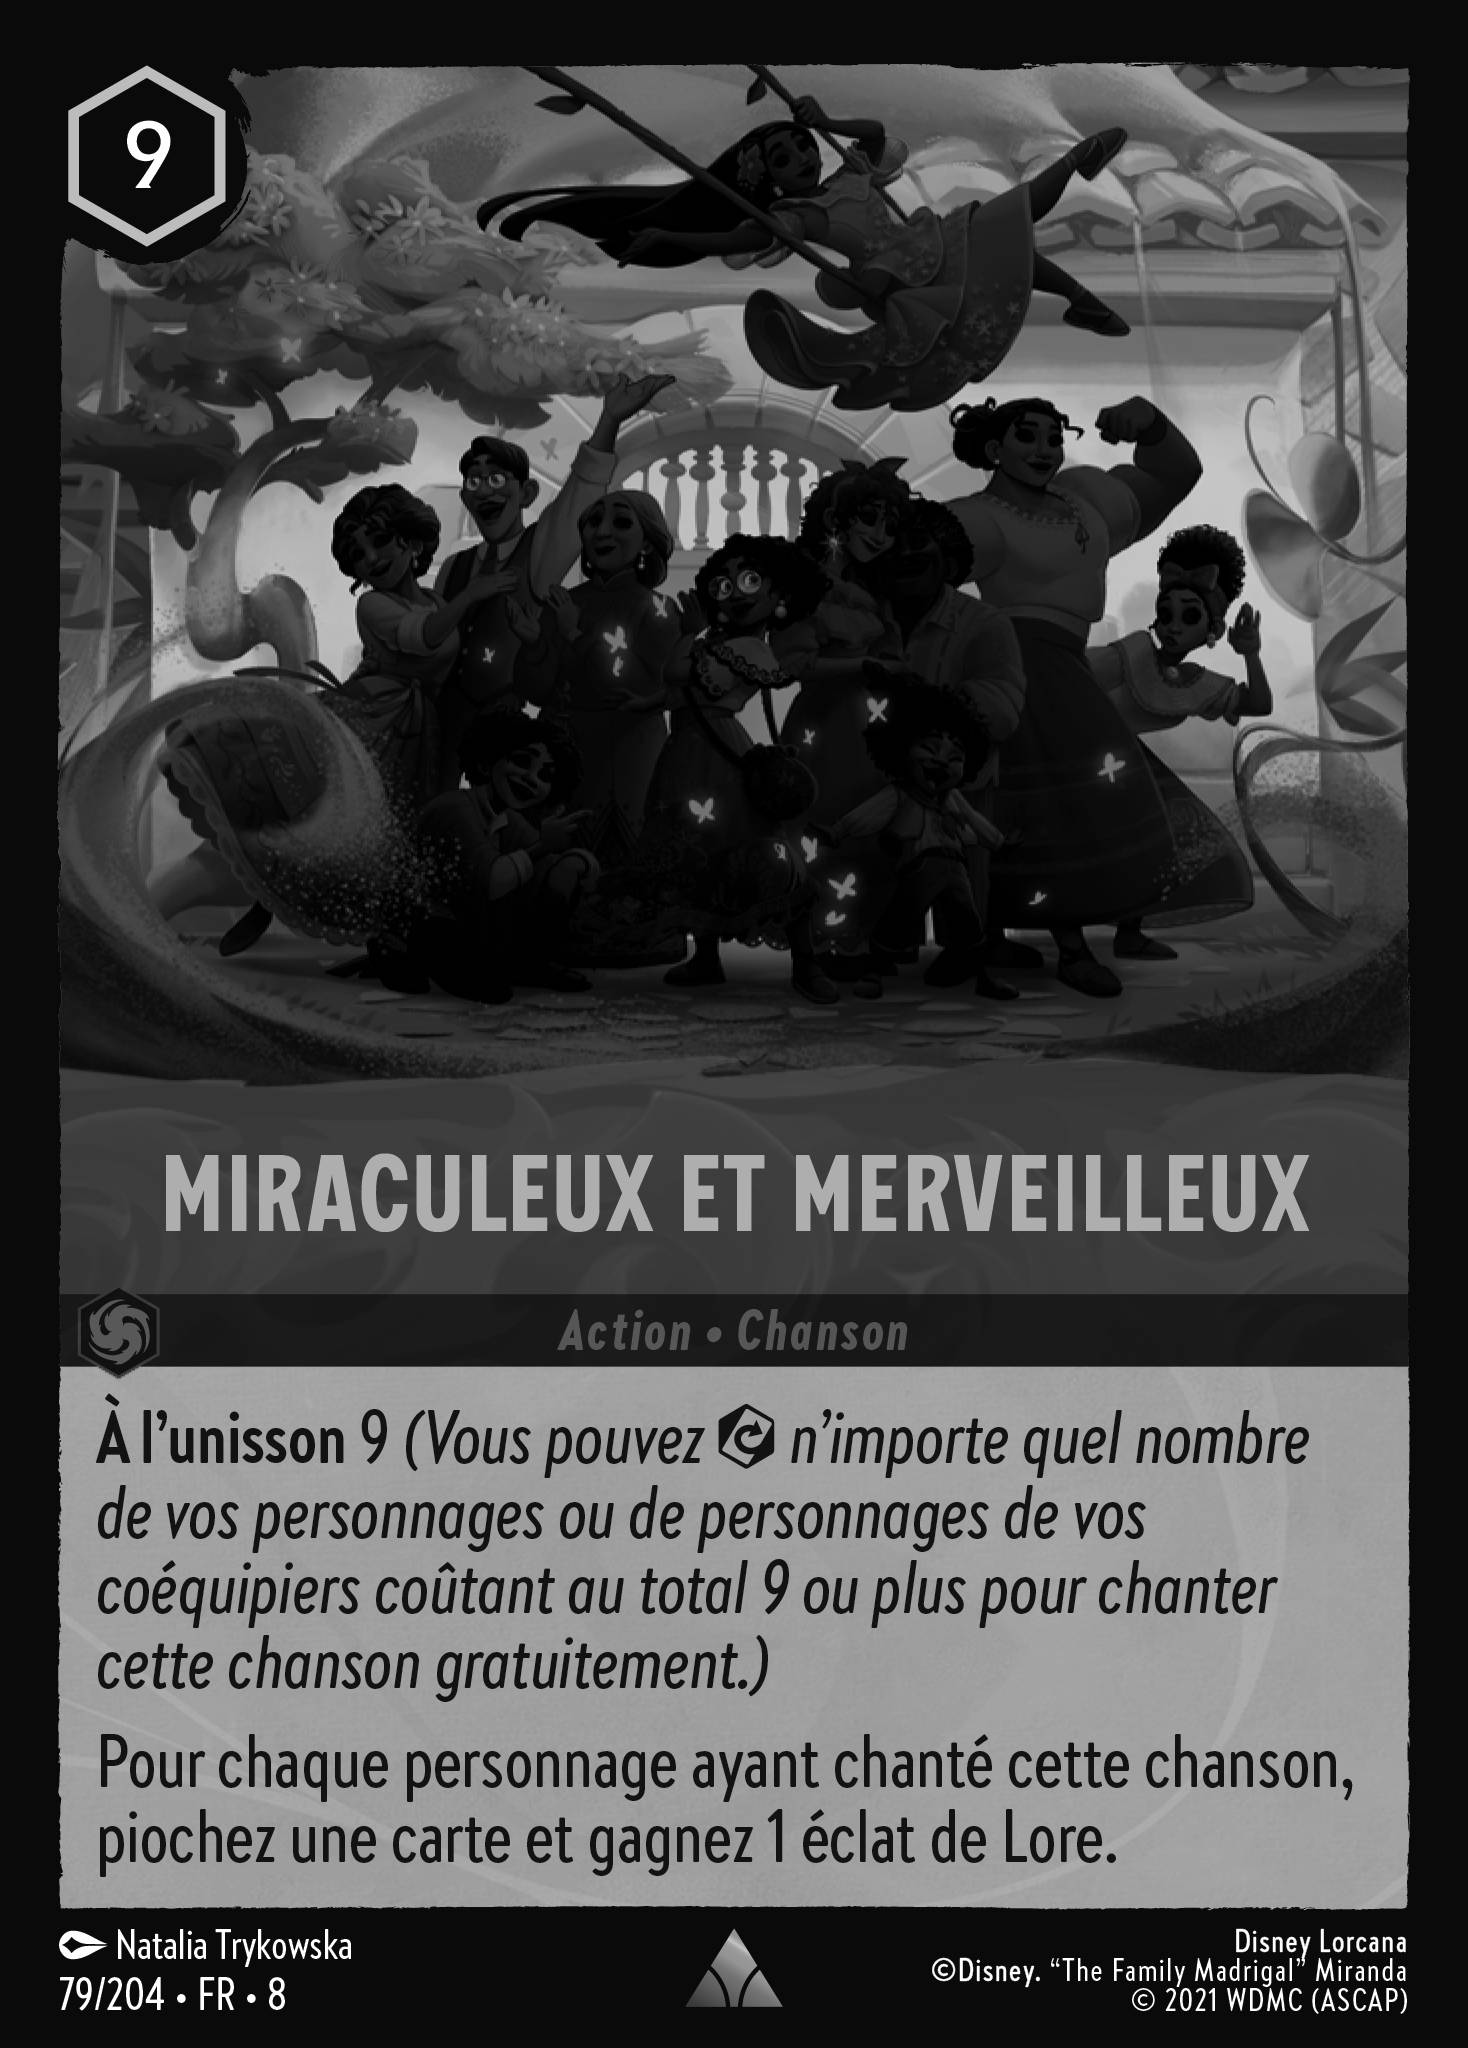 9
MIRACULEUX ET MERVEILLEUX
Action • Chanson
À l’unisson 9 (Vous pouvez n’importe quel nombre
de vos personnages ou de personnages de vos
coéquipiers coûtant au total 9 ou plus pour chanter
cette chanson gratuitement.)
Pour chaque personnage ayant chanté cette chanson,
piochez une carte et gagnez 1 éclat de Lore.
Natalia Trykowska
79/204 • FR • 8
Disney Lorcana
©Disney. “The Family Madrigal” Miranda
© 2021 WDMC (ASCAP)